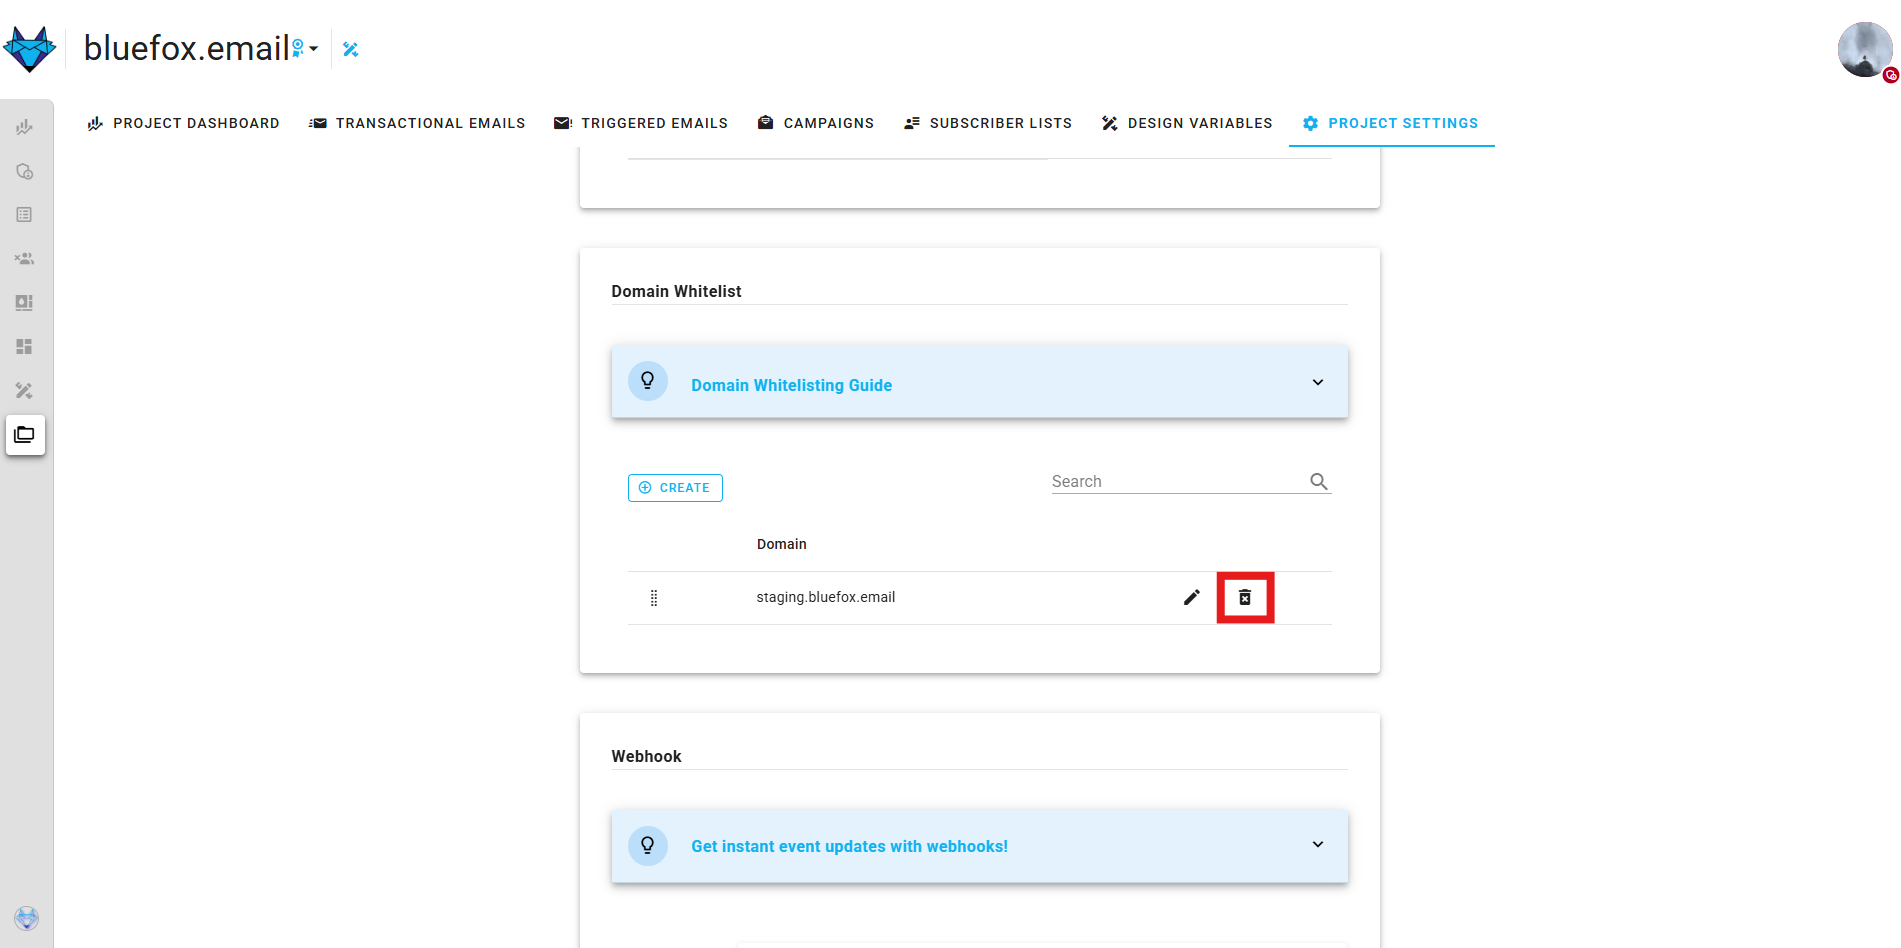 bluefox.email
PROJECT DASHBOARD
TRANSACTIONAL EMAILS
TRIGGERED EMAILS
CAMPAIGNS
SUBSCRIBER LISTS
DESIGN VARIABLES
PROJECT SETTINGS
Domain Whitelist
Domain Whitelisting Guide
CREATE
Search
Domain
staging.bluefox.email
Webhook
Get instant event updates with webhooks!